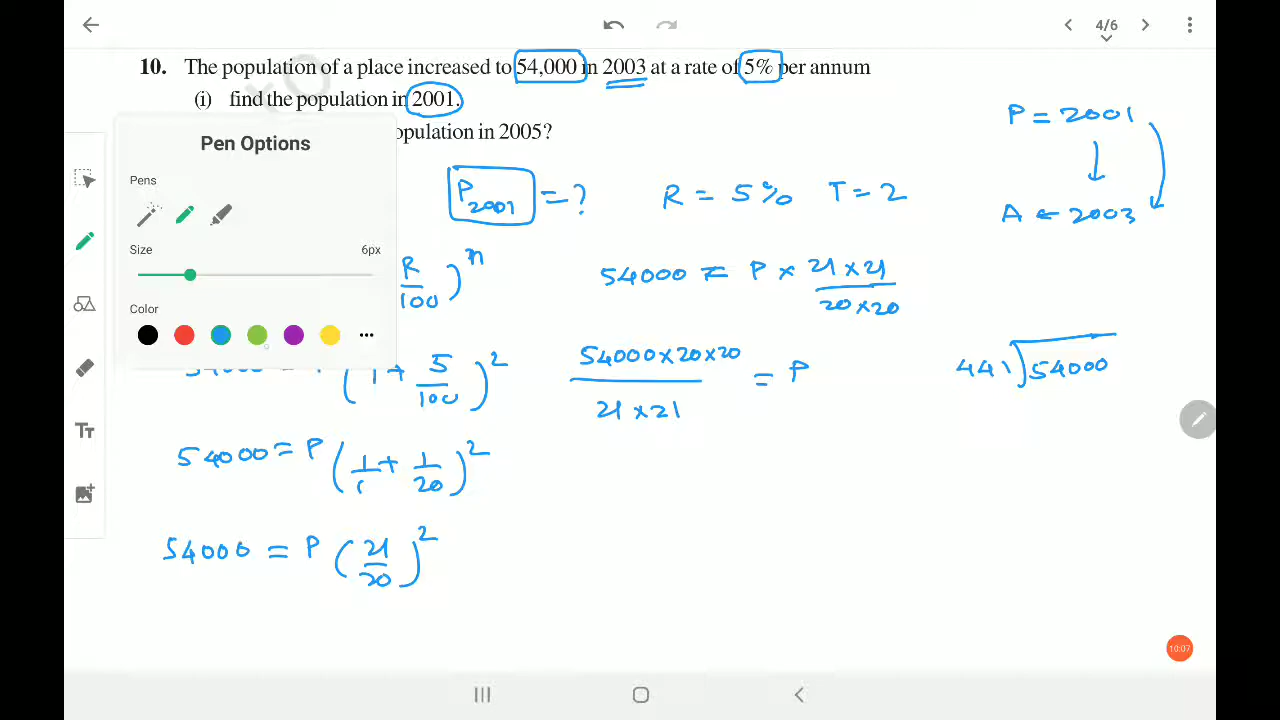 4/6
10. The population of a place increased to 54,000 in 2003 at a rate of 5% per annum
(i) find the population in 2001.
opulation in 2005?
Pen Options
Pens
Size 6px
Color
P = 2001
A ← 2003
P2001 = ? R = 5% T = 2
R/100 )^n
54000 = P × 21 × 21 / 20 × 20
( 1 + 5/100 )^2
54000×20×20 / 21 × 21 = P
441 ) 54000
54000 = P ( 1/1 + 1/20 )^2
54000 = P ( 21/20 )^2
Tт
10:07